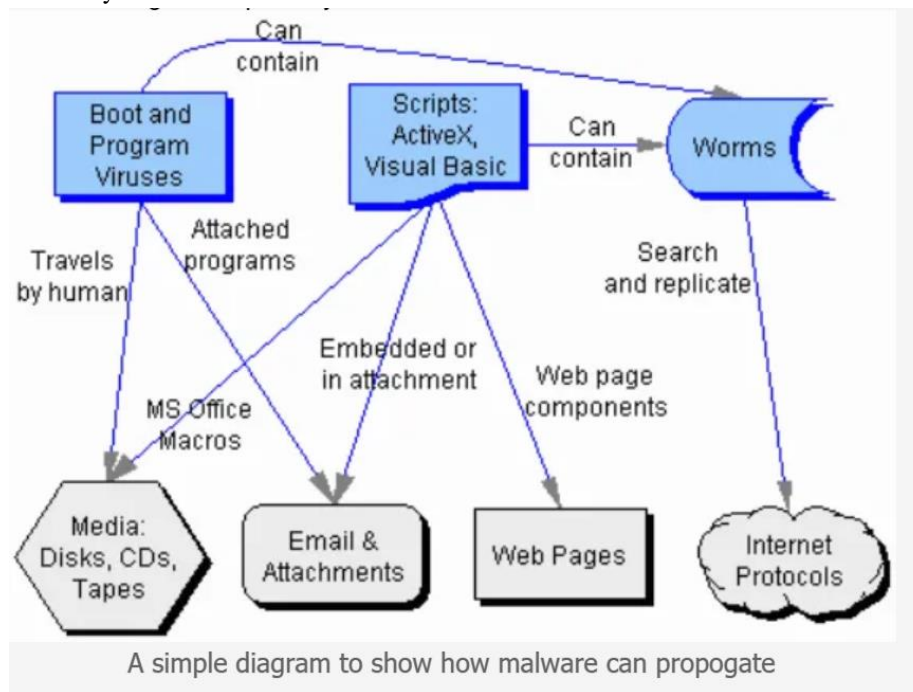 Can
contain
Boot and
Program
Viruses
Scripts:
ActiveX,
Visual Basic
Can
contain
Worms
Travels
by human
Attached
programs
Search
and replicate
Embedded or
in attachment
Web page
components
MS Office
Macros
Media:
Disks, CDs,
Tapes
Email &
Attachments
Web Pages
Internet
Protocols
A simple diagram to show how malware can propogate